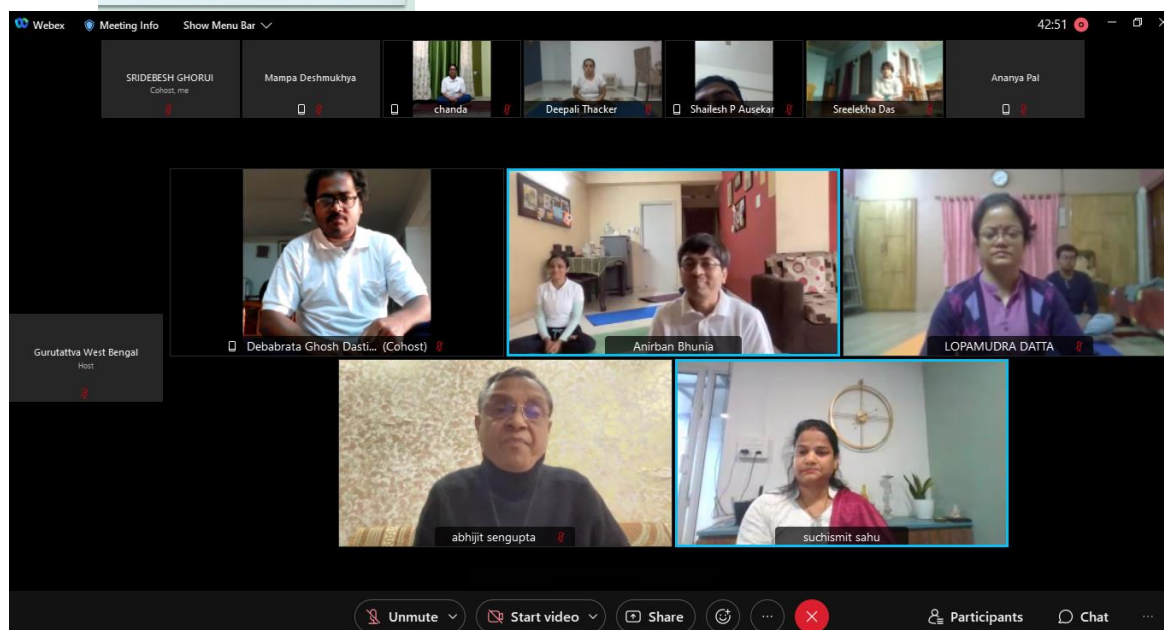 Webex Meeting Info Show Menu Bar 42:51
SRIDEBESH GHORUI
Cohost, me
Mampa Deshmukhya
chanda
Deepali Thacker
Shailesh P Ausekar
Sreelekha Das
Ananya Pal
Debabrata Ghosh Dasti... (Cohost)
Anirban Bhunia
LOPAMUDRA DATTA
Gurutattva West Bengal
Host
abhijit sengupta
suchismit sahu
Unmute Start video Share ... Participants Chat ...